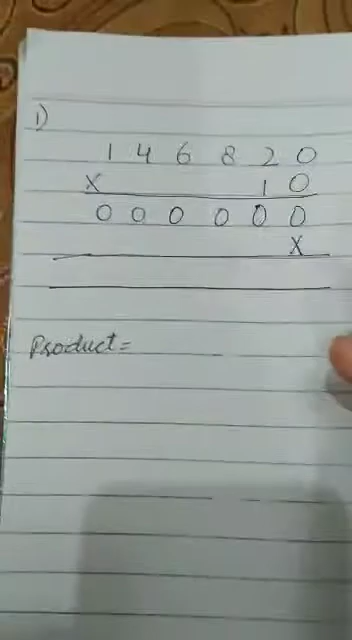 1)
1 4 6 8 2 0
X 1 0
0 0 0 0 0 0
X
Product=